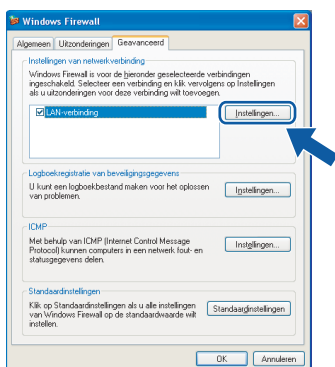 Windows Firewall
Algemeen Uitzonderingen Geavanceerd
Instellingen van netwerkverbinding
Windows Firewall is voor de hieronder geselecteerde verbindingen
ingeschakeld. Selecteer een verbinding en klik vervolgens op Instellingen
als u uitzonderingen voor deze verbinding wilt toevoegen.
LAN-verbinding
Instellingen...
Logboekregistratie van beveiligingsgegevens
U kunt een logboekbestand maken voor het oplossen
van problemen.
Instellingen...
ICMP
Met behulp van ICMP (Internet Control Message
Protocol) kunnen computers in een netwerk fout- en
statusgegevens delen.
Instellingen...
Standaardinstellingen
Klik op Standaardinstellingen als u alle instellingen
van Windows Firewall op de standaardwaarde wilt
instellen.
Standaardinstellingen
OK Annuleren